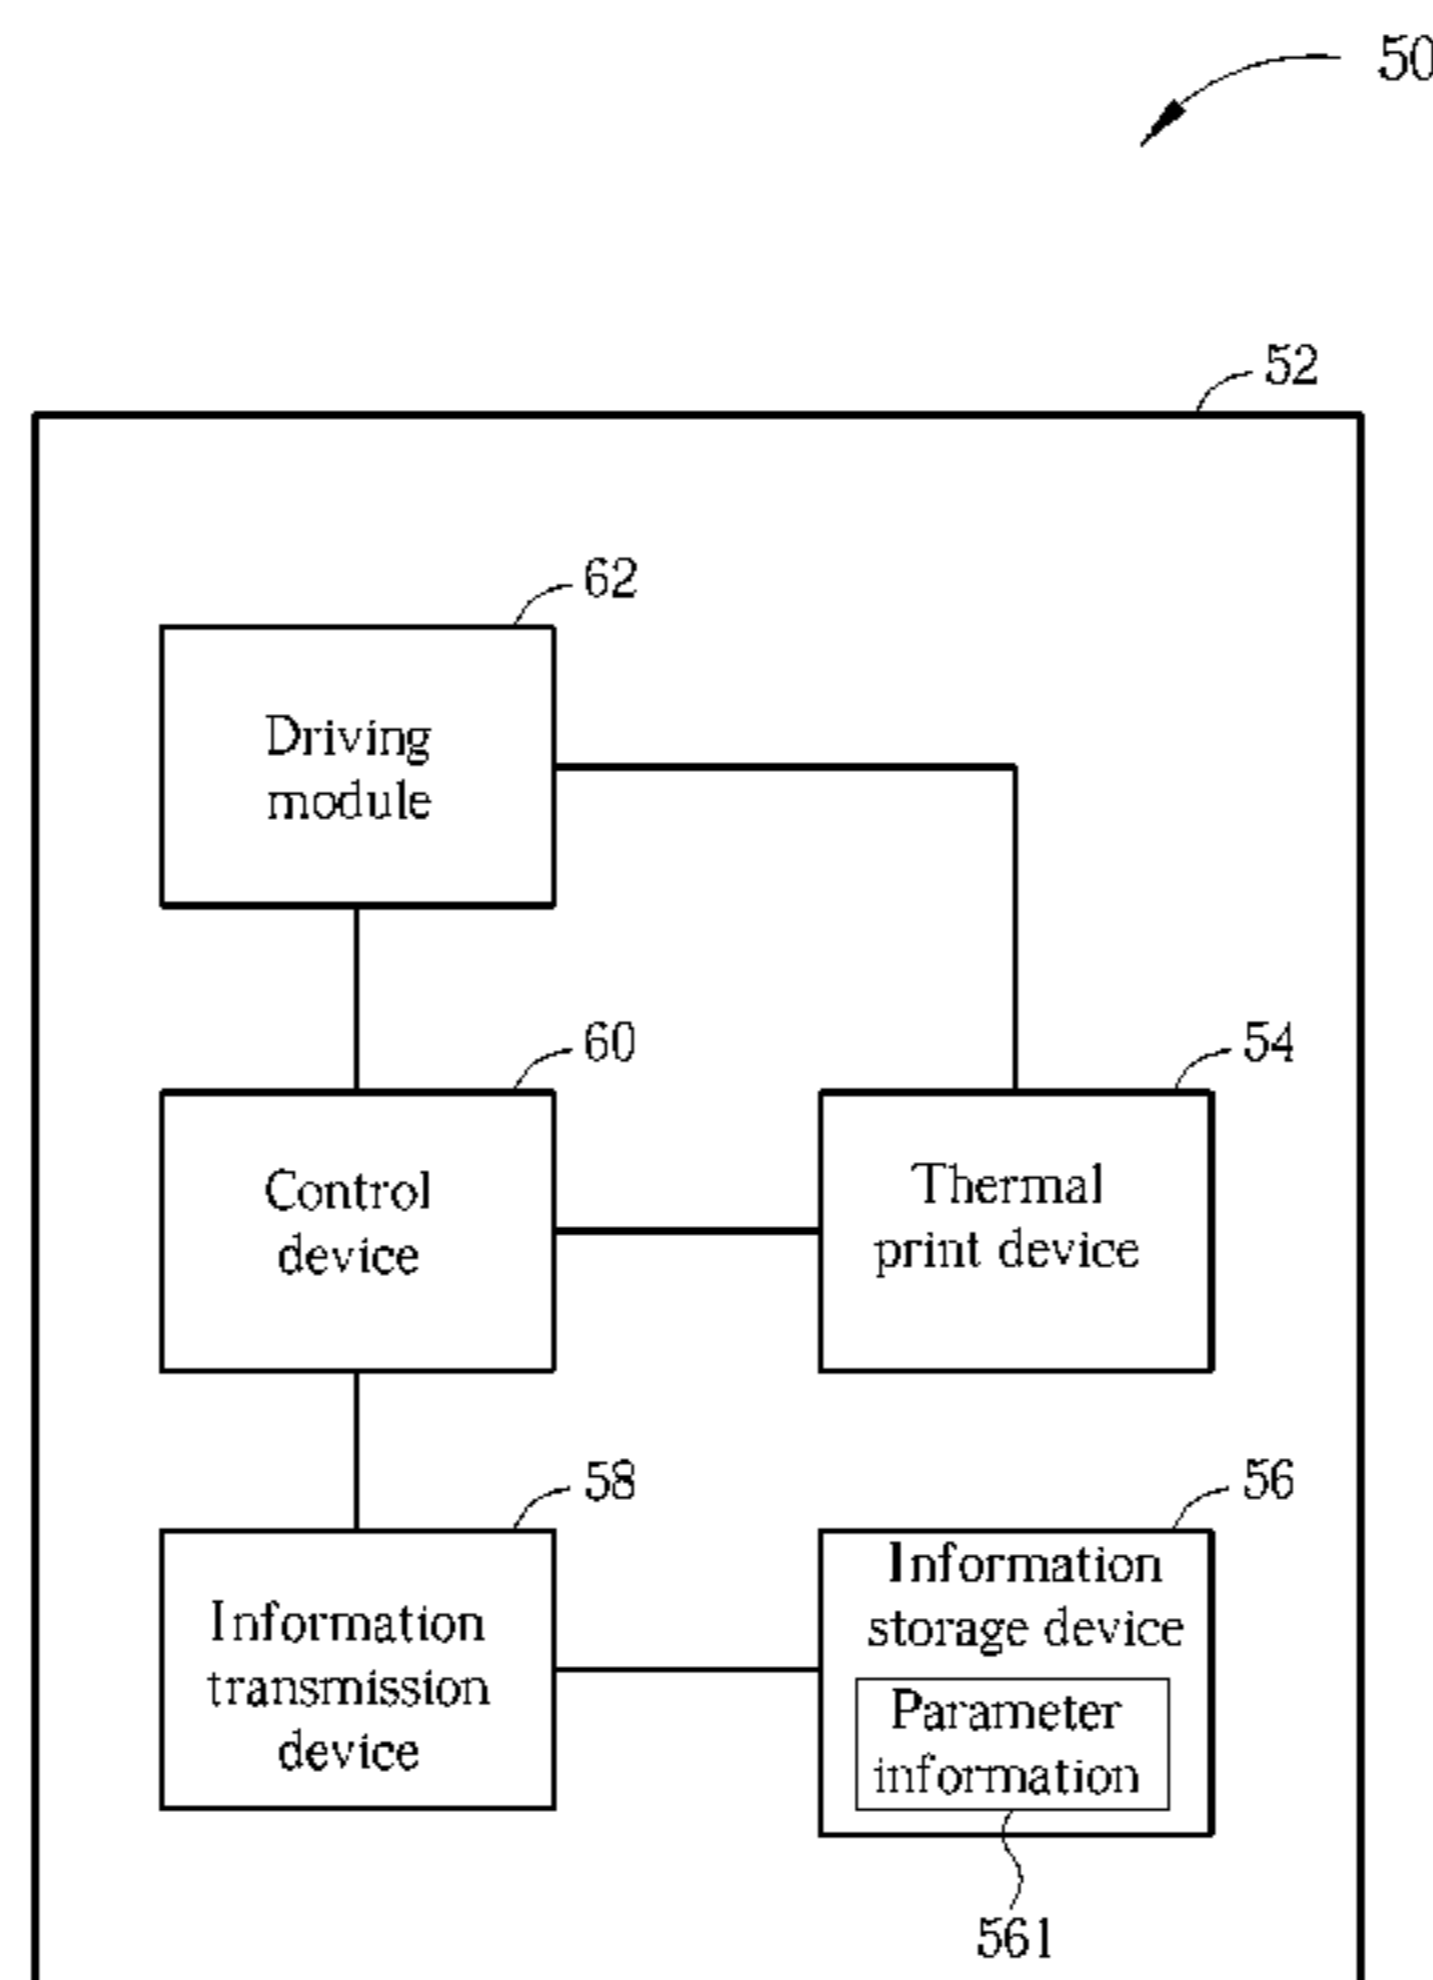 50
52
62
Driving
module
60
54
Control
device
Thermal
print device
58
56
Information
transmission
device
Information
storage device
Parameter
information
561